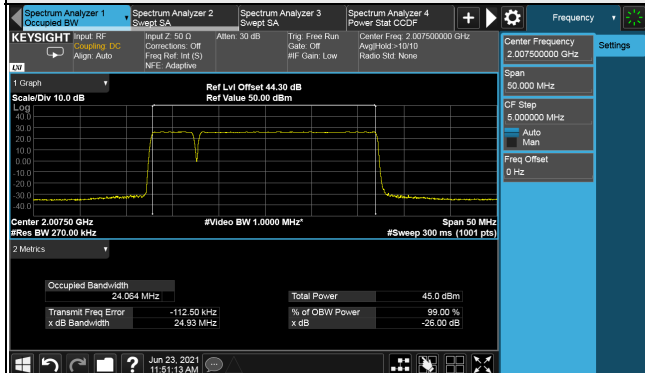 Spectrum Analyzer 1
Occupied BW
Spectrum Analyzer 2
Swept SA
Spectrum Analyzer 3
Swept SA
Spectrum Analyzer 4
Power Stat CCDF
Frequency
KEYSIGHT
Input: RF
Coupling: DC
Align: Auto
Input Z: 50 Ω
Corrections: Off
Freq Ref: Int (S)
NFE: Adaptive
Atten: 30 dB
Trig: Free Run
Gate: Off
#IF Gain: Low
Center Freq: 2.007500000 GHz
Avg|Hold:>10/10
Radio Std: None
LXI
1 Graph
Scale/Div 10.0 dB
Ref Lvl Offset 44.30 dB
Ref Value 50.00 dBm
Log
40.0
30.0
20.0
10.0
0.00
-10.0
-20.0
-30.0
-40.0
Center 2.00750 GHz
#Res BW 270.00 kHz
#Video BW 1.0000 MHz*
Span 50 MHz
#Sweep 300 ms (1001 pts)
2 Metrics
Occupied Bandwidth
24.064 MHz
Total Power 45.0 dBm
Transmit Freq Error -112.50 kHz
% of OBW Power 99.00 %
x dB Bandwidth 24.93 MHz
x dB -26.00 dB
Center Frequency
2.007500000 GHz
Settings
Span
50.000 MHz
CF Step
5.000000 MHz
Auto
Man
Freq Offset
0 Hz
?
Jun 23, 2021
11:51:13 AM